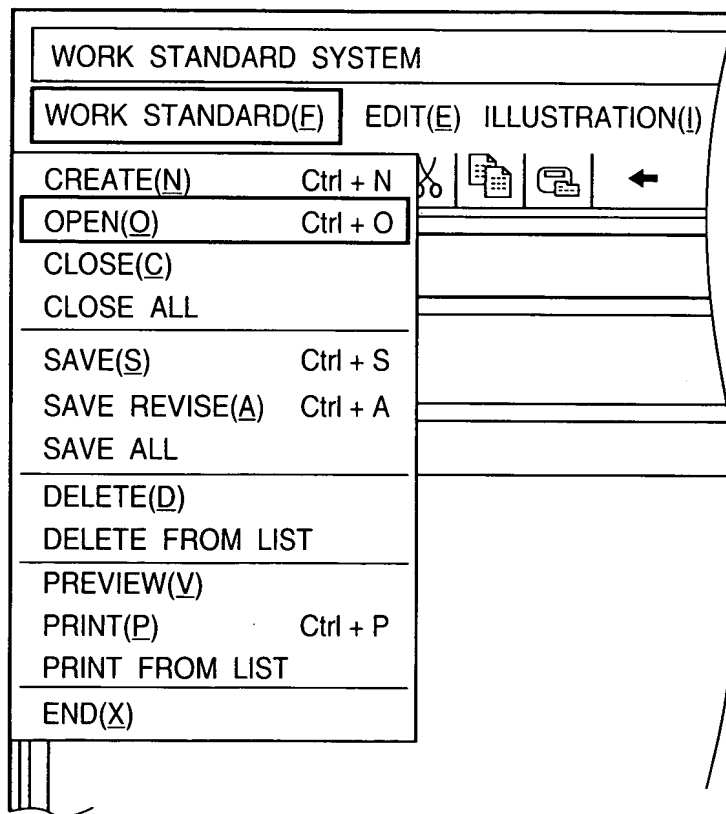 WORK STANDARD SYSTEM
WORK STANDARD(F) EDIT(E) ILLUSTRATION(I)
CREATE(N) Ctrl + N
OPEN(O) Ctrl + O
CLOSE(C)
CLOSE ALL
SAVE(S) Ctrl + S
SAVE REVISE(A) Ctrl + A
SAVE ALL
DELETE(D)
DELETE FROM LIST
PREVIEW(V)
PRINT(P) Ctrl + P
PRINT FROM LIST
END(X)